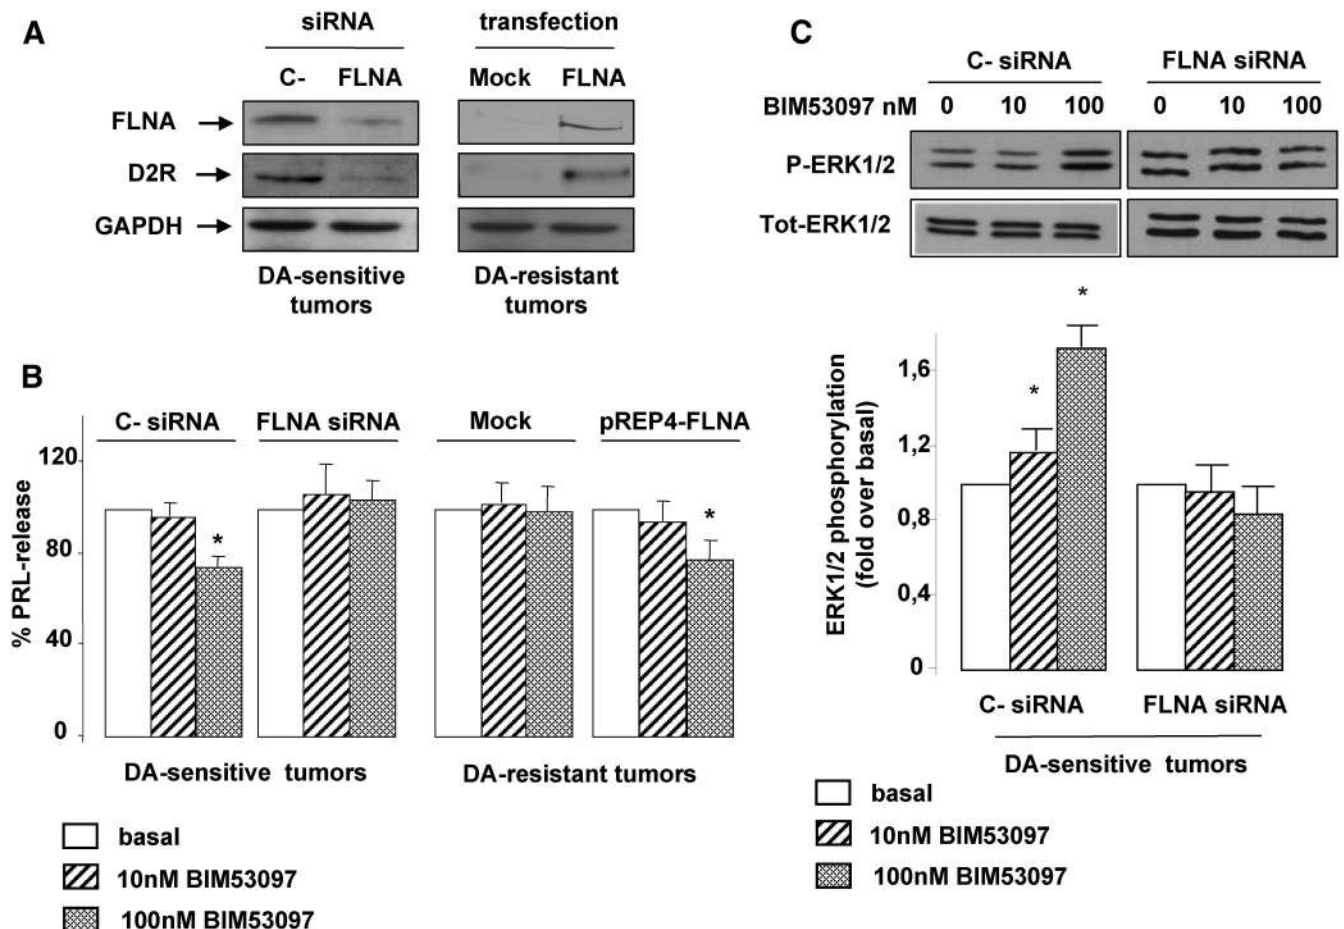 A
siRNA
transfection
C-
FLNA
Mock
FLNA
FLNA
D2R
GAPDH
DA-sensitive
tumors
DA-resistant
tumors
B
C- siRNA
FLNA siRNA
Mock
pREP4-FLNA
% PRL-release
120
80
40
0
*
*
DA-sensitive tumors
DA-resistant tumors
basal
10nM BIM53097
100nM BIM53097
C
C- siRNA
FLNA siRNA
BIM53097 nM
0
10
100
0
10
100
P-ERK1/2
Tot-ERK1/2
ERK1/2 phosphorylation
(fold over basal)
1,6
1,2
0,8
0,4
0
*
*
C- siRNA
FLNA siRNA
DA-sensitive tumors
basal
10nM BIM53097
100nM BIM53097